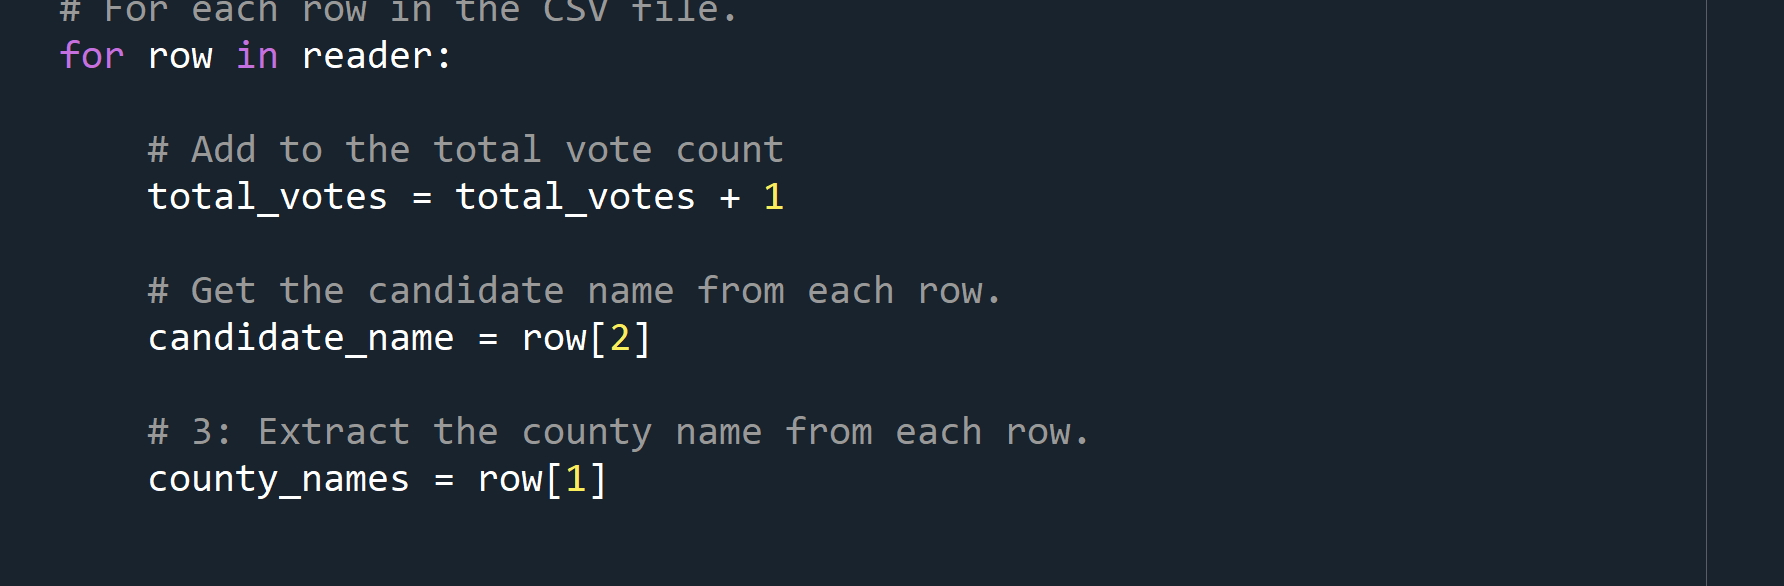 # For each row in the CSV file.
for row in reader:
# Add to the total vote count
total_votes = total_votes + 1
# Get the candidate name from each row.
candidate_name = row[2]
# 3: Extract the county name from each row.
county_names = row[1]